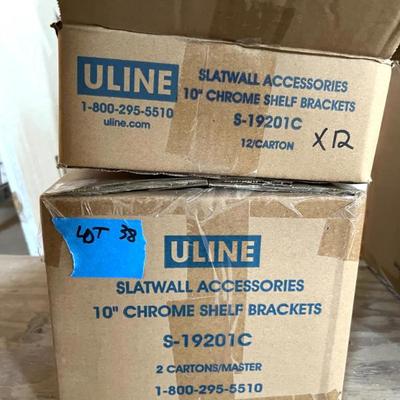 ULINE
1-800-295-5510
uline.com
SLATWALL ACCESSORIES
10" CHROME SHELF BRACKETS
S-19201C
12/CARTON
X12
LOT 38
ULINE
SLATWALL ACCESSORIES
10" CHROME SHELF BRACKETS
S-19201C
2 CARTONS/MASTER
1-800-295-5510